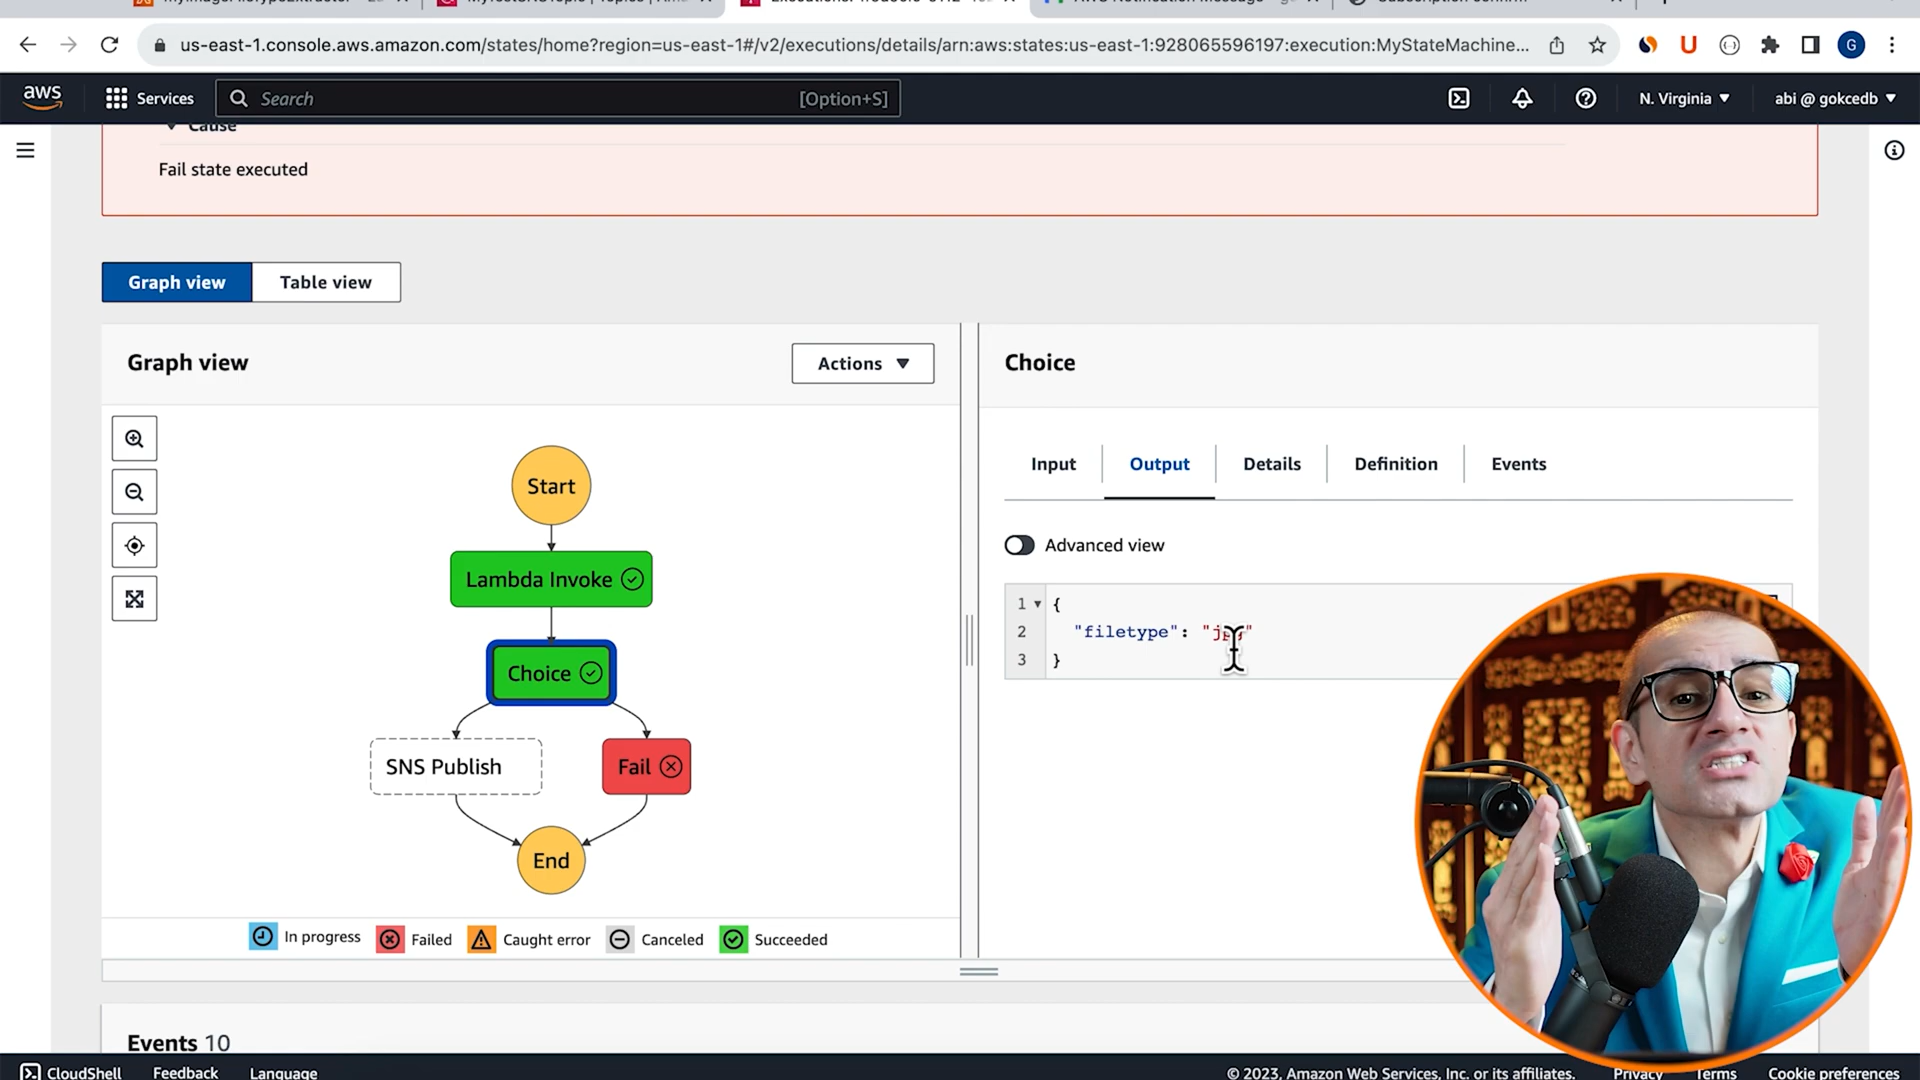 us-east-1.console.aws.amazon.com/states/home?region=us-east-1#/v2/executions/details/arn:aws:states:us-east-1:928065596197:execution:MyStateMachine...
G
aws
Services
Search
[Option+S]
N. Virginia
abi @ gokcedb
Cause
Fail state executed
Graph view
Table view
Graph view
Actions
Start
Lambda Invoke
Choice
SNS Publish
Fail
End
In progress
Failed
Caught error
Canceled
Succeeded
Choice
Input
Output
Details
Definition
Events
Advanced view
1 {
2 "filetype": "jpg"
3 }
Events 10
CloudShell
Feedback
Language
© 2023, Amazon Web Services, Inc. or its affiliates.
Privacy
Terms
Cookie preferences